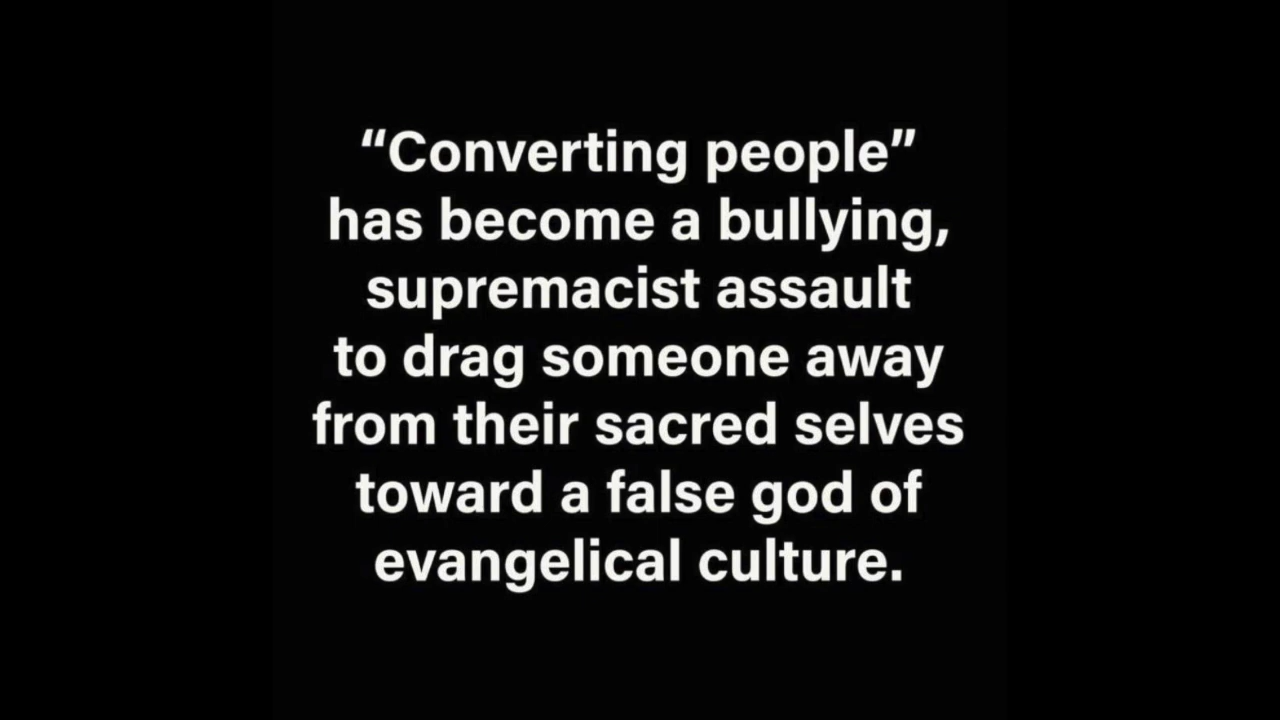 “Converting people”
has become a bullying,
supremacist assault
to drag someone away
from their sacred selves
toward a false god of
evangelical culture.